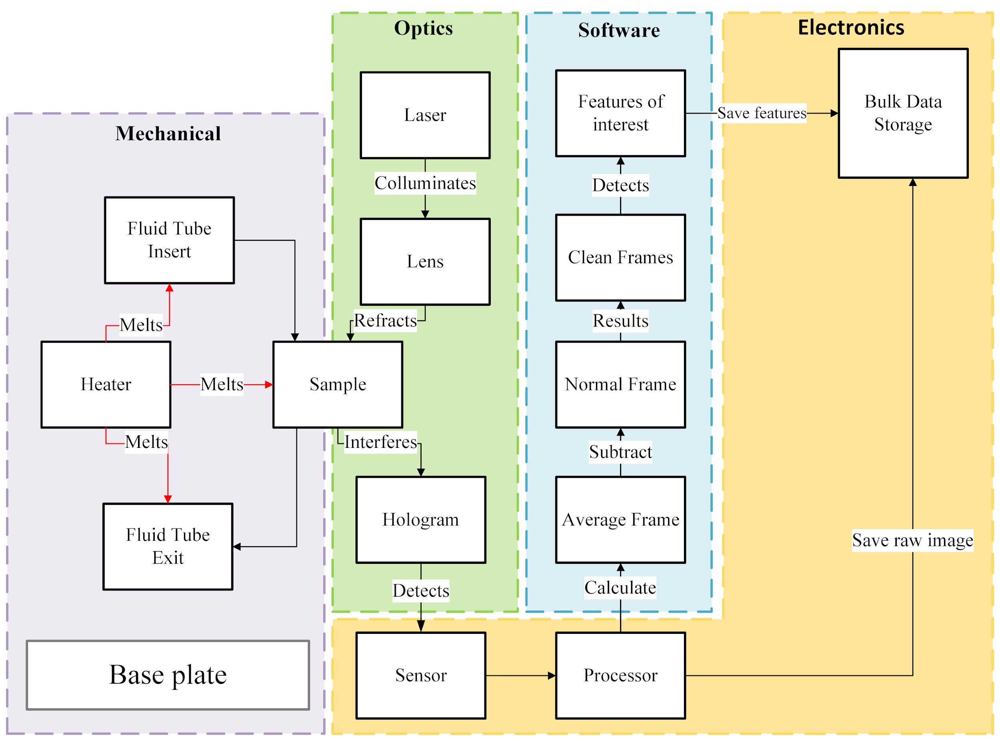 Optics
Software
Electronics
Mechanical
Laser
Features of
interest
Save features
Bulk Data
Storage
Colluminates
Detects
Fluid Tube
Insert
Lens
Clean Frames
Melts
Refracts
Results
Heater
Melts
Sample
Normal Frame
Melts
Interferes
Subtract
Fluid Tube
Exit
Hologram
Average Frame
Save raw image
Detects
Calculate
Base plate
Sensor
Processor